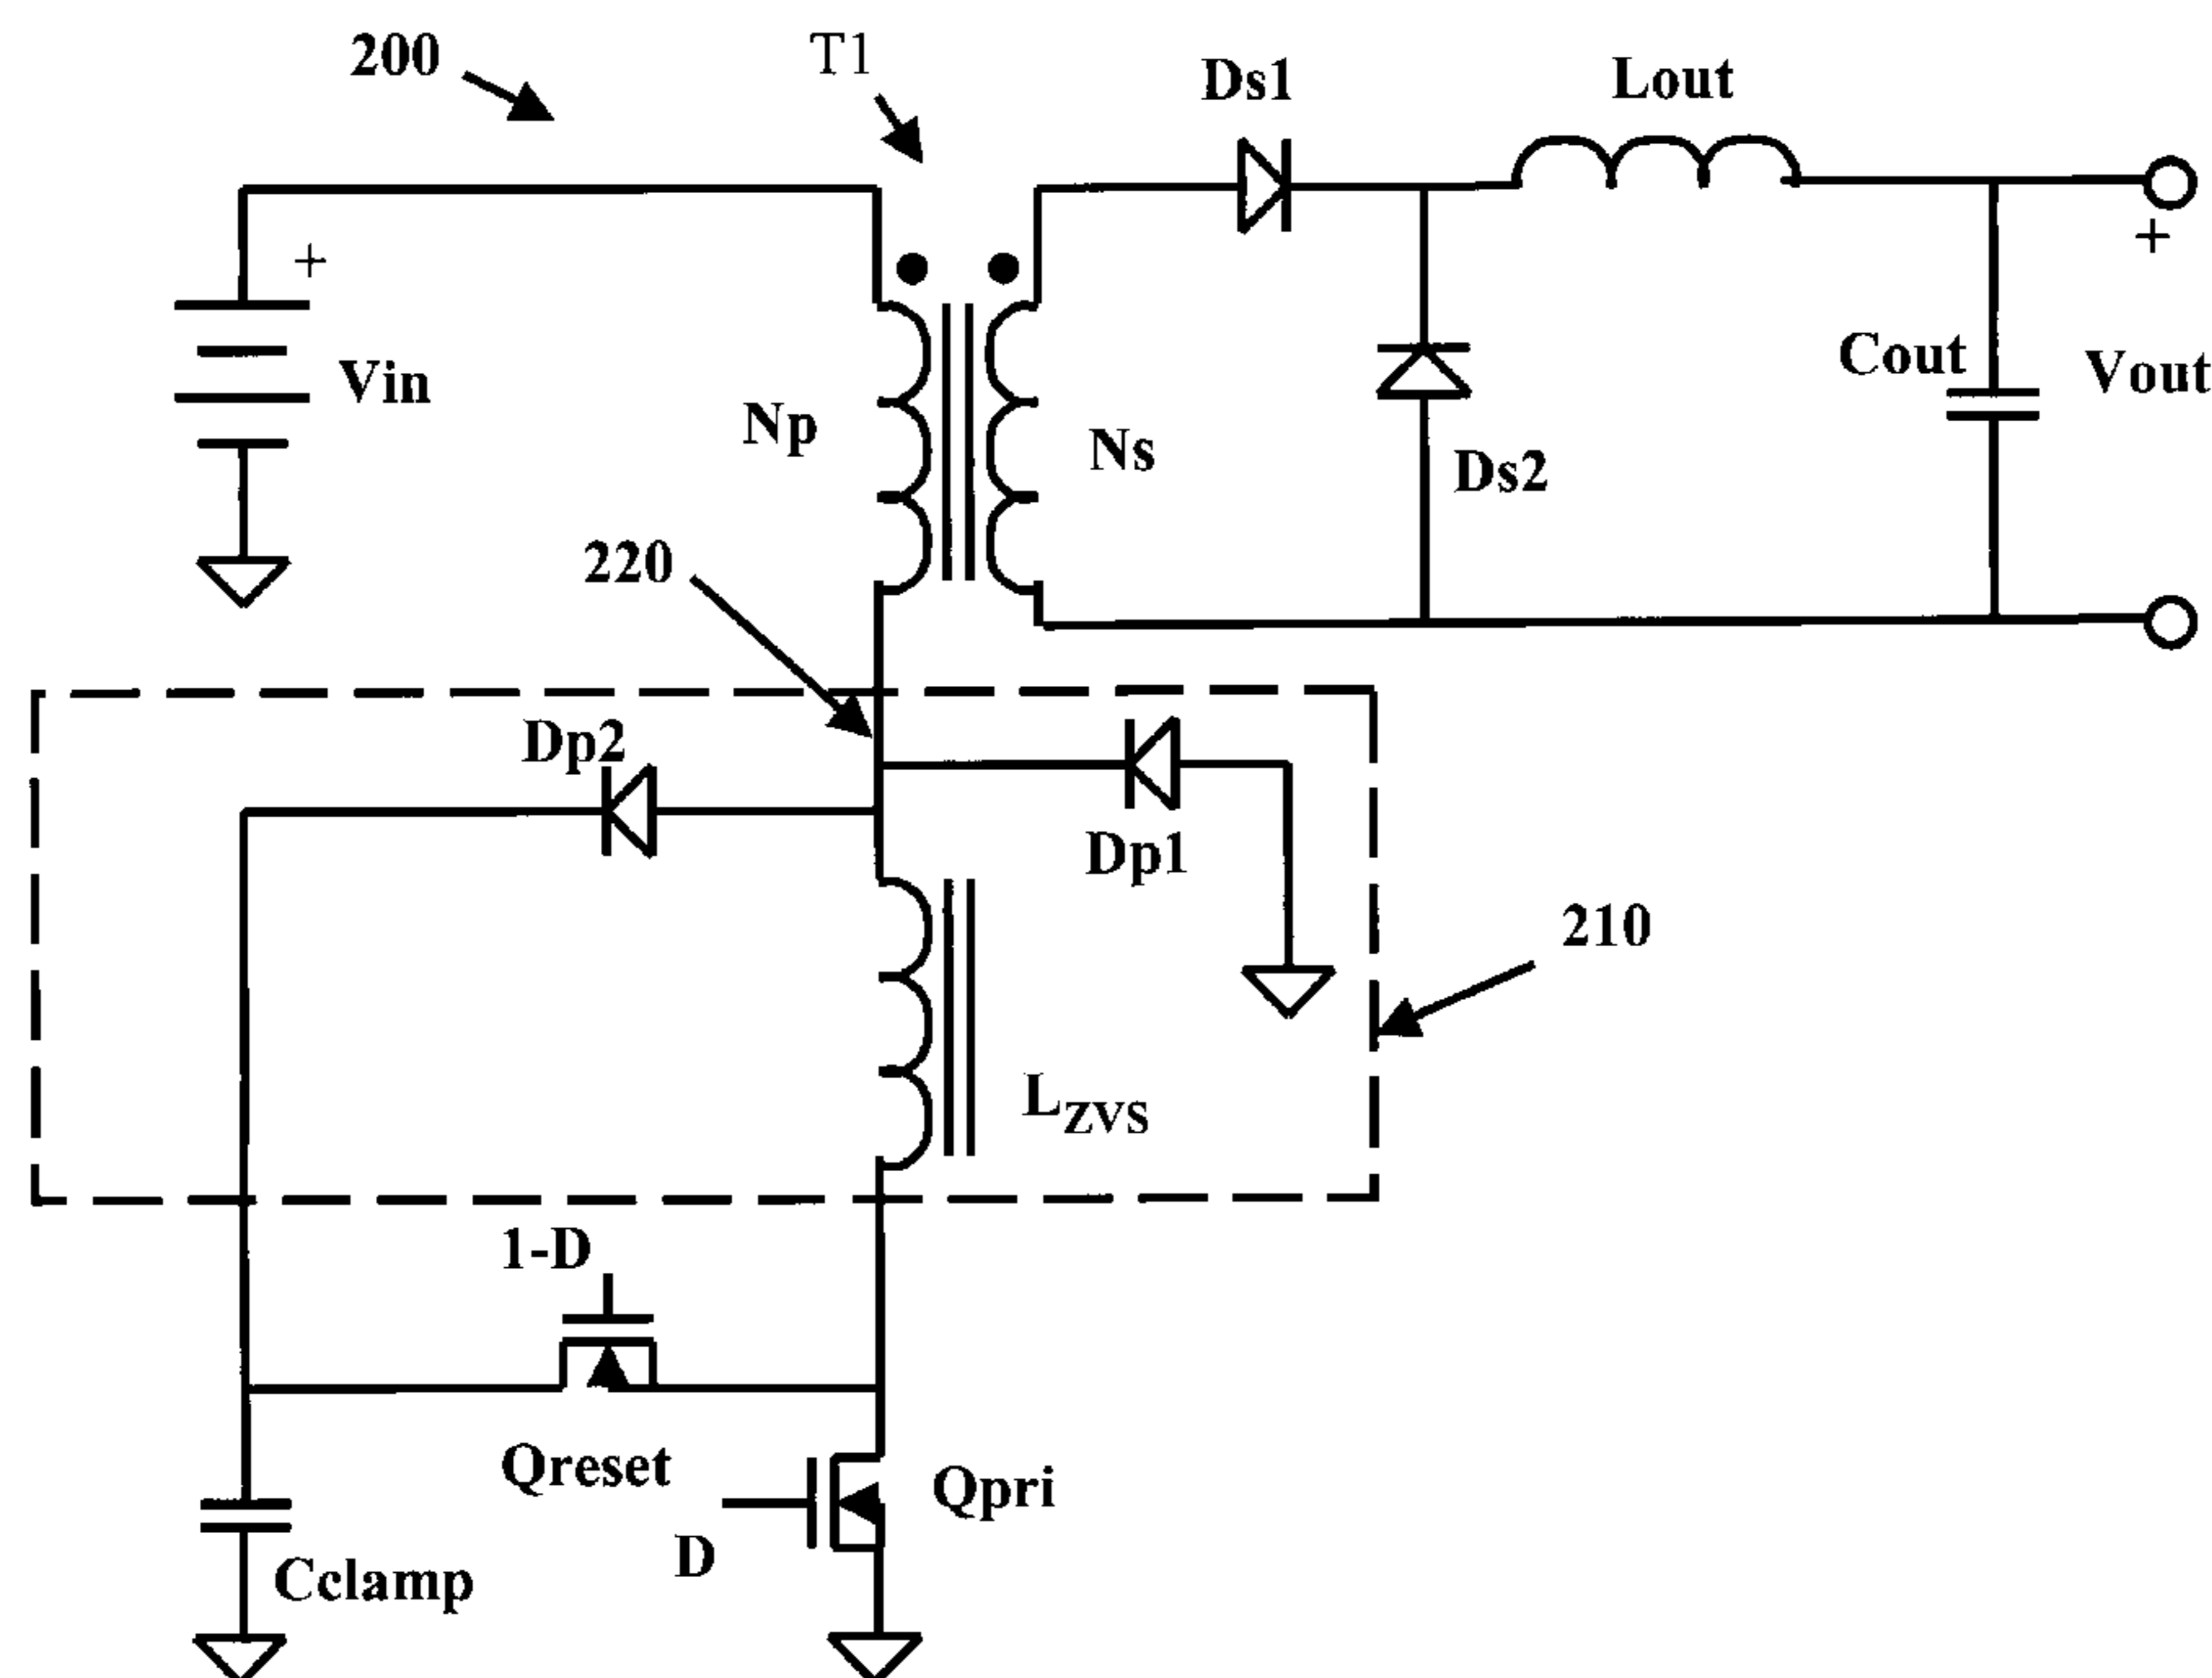 200
T1
Ds1
Lout
+
+
Vin
Np
Ns
Ds2
Cout
Vout
220
Dp2
Dp1
210
LZVS
1-D
Qreset
Qpri
D
Cclamp